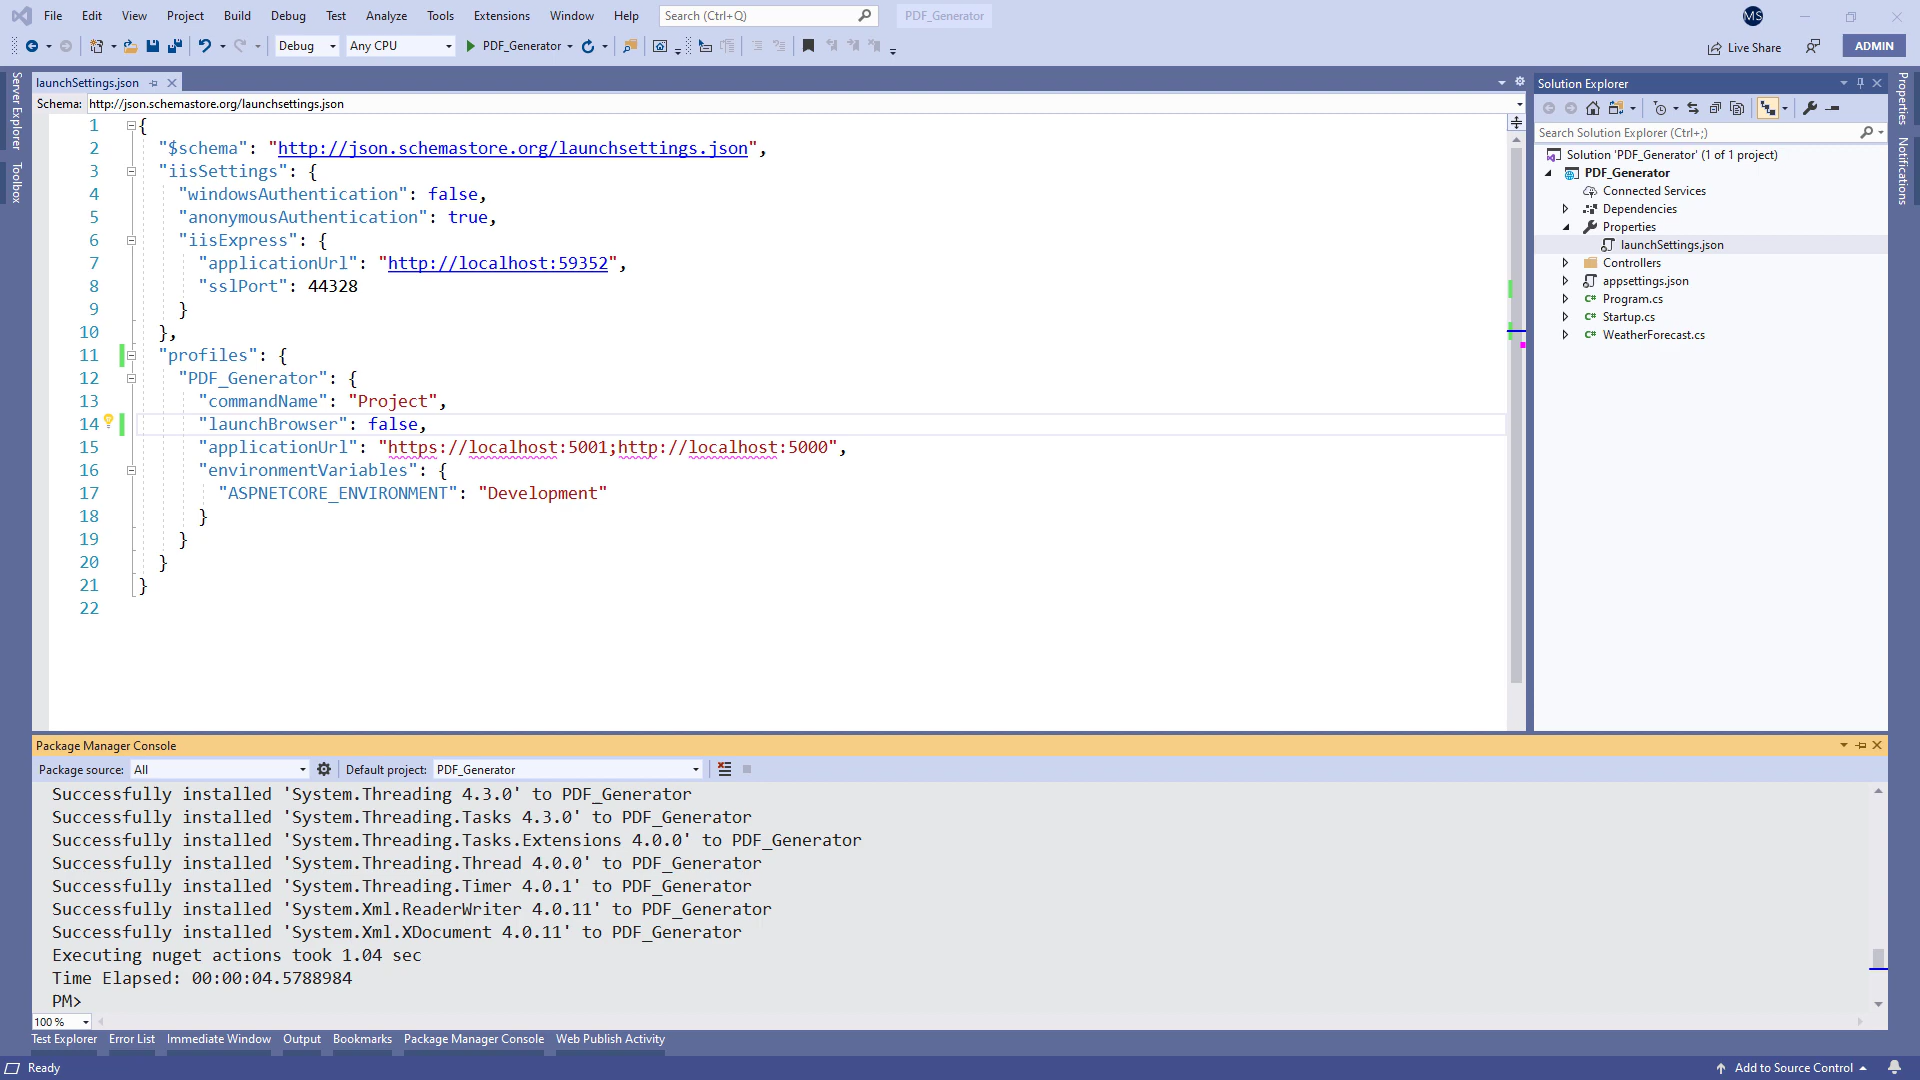 File Edit View Project Build Debug Test Analyze Tools Extensions Window Help Search (Ctrl+Q) PDF_Generator MS
Debug Any CPU PDF_Generator Live Share ADMIN
Server Explorer
Toolbox
launchSettings.json
Schema: http://json.schemastore.org/launchsettings.json
1 {
2 "$schema": "http://json.schemastore.org/launchsettings.json",
3 "iisSettings": {
4 "windowsAuthentication": false,
5 "anonymousAuthentication": true,
6 "iisExpress": {
7 "applicationUrl": "http://localhost:59352",
8 "sslPort": 44328
9 }
10 },
11 "profiles": {
12 "PDF_Generator": {
13 "commandName": "Project",
14 "launchBrowser": false,
15 "applicationUrl": "https://localhost:5001;http://localhost:5000",
16 "environmentVariables": {
17 "ASPNETCORE_ENVIRONMENT": "Development"
18 }
19 }
20 }
21 }
22
Solution Explorer
Search Solution Explorer (Ctrl+;)
Solution 'PDF_Generator' (1 of 1 project)
PDF_Generator
Connected Services
Dependencies
Properties
launchSettings.json
Controllers
appsettings.json
C# Program.cs
C# Startup.cs
C# WeatherForecast.cs
Properties
Notifications
Package Manager Console
Package source: All Default project: PDF_Generator
Successfully installed 'System.Threading 4.3.0' to PDF_Generator
Successfully installed 'System.Threading.Tasks 4.3.0' to PDF_Generator
Successfully installed 'System.Threading.Tasks.Extensions 4.0.0' to PDF_Generator
Successfully installed 'System.Threading.Thread 4.0.0' to PDF_Generator
Successfully installed 'System.Threading.Timer 4.0.1' to PDF_Generator
Successfully installed 'System.Xml.ReaderWriter 4.0.11' to PDF_Generator
Successfully installed 'System.Xml.XDocument 4.0.11' to PDF_Generator
Executing nuget actions took 1.04 sec
Time Elapsed: 00:00:04.5788984
PM>
100 %
Test Explorer Error List Immediate Window Output Bookmarks Package Manager Console Web Publish Activity
Ready Add to Source Control